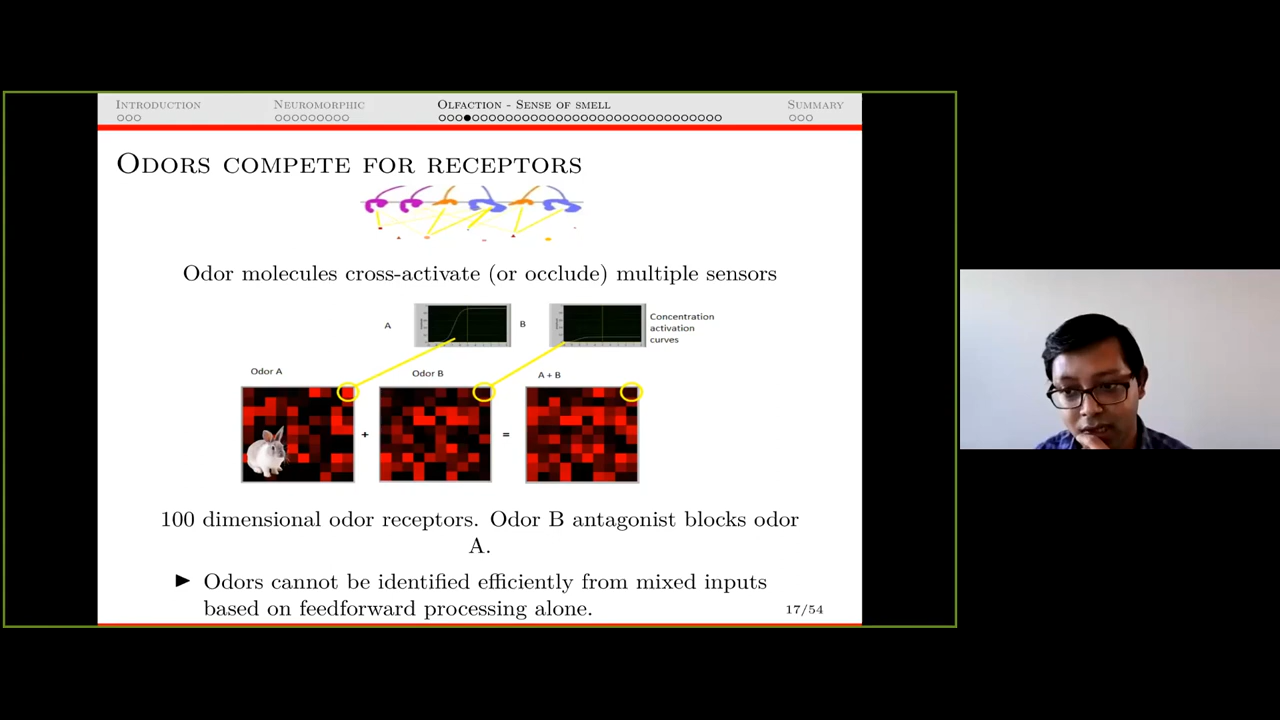 Introduction
Neuromorphic
Olfaction - Sense of smell
Summary
Odors compete for receptors
Odor molecules cross-activate (or occlude) multiple sensors
A
B
Concentration
activation
curves
Odor A
Odor B
A + B
+
=
100 dimensional odor receptors. Odor B antagonist blocks odor
A.
Odors cannot be identified efficiently from mixed inputs
based on feedforward processing alone.
17/54